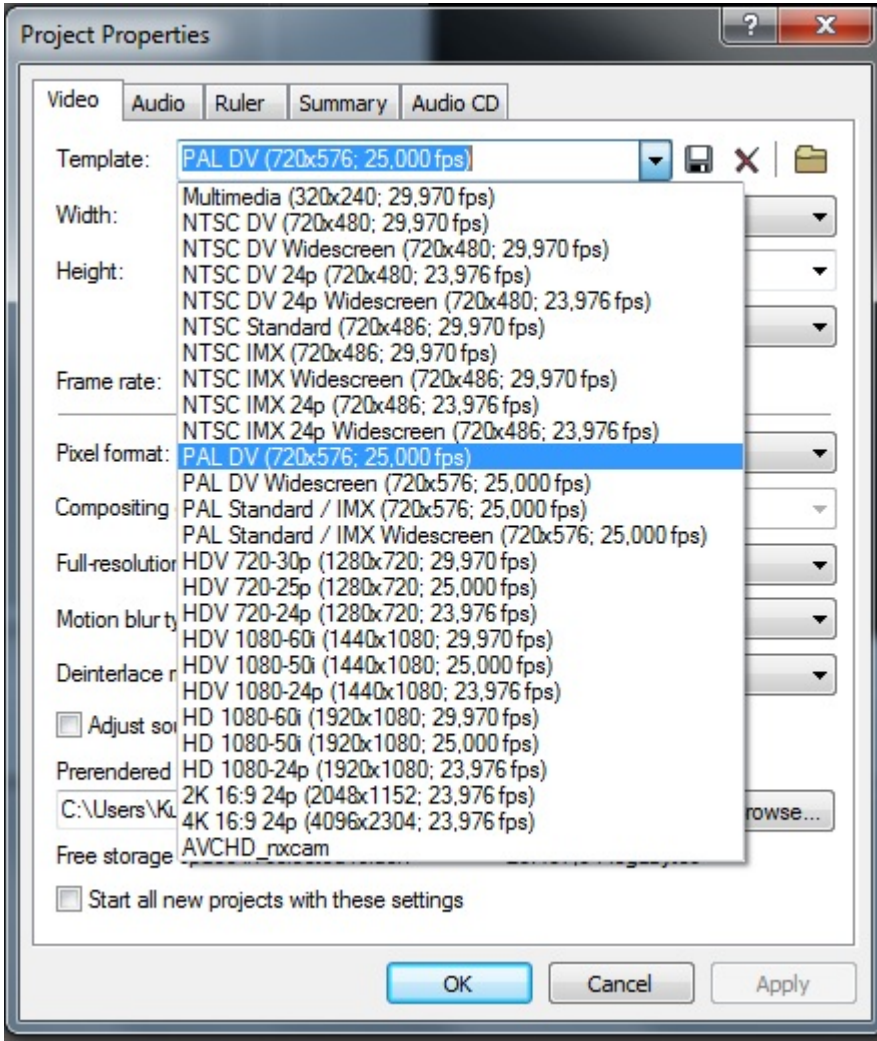 Project Properties
Video Audio Ruler Summary Audio CD
Template: PAL DV (720x576; 25,000 fps)
Multimedia (320x240; 29,970 fps)
Width:
NTSC DV (720x480; 29,970 fps)
NTSC DV Widescreen (720x480; 29,970 fps)
Height:
NTSC DV 24p (720x480; 23,976 fps)
NTSC DV 24p Widescreen (720x480; 23,976 fps)
NTSC Standard (720x486; 29,970 fps)
NTSC IMX (720x486; 29,970 fps)
Frame rate: NTSC IMX Widescreen (720x486; 29,970 fps)
NTSC IMX 24p (720x486; 23,976 fps)
NTSC IMX 24p Widescreen (720x486; 23,976 fps)
Pixel format: PAL DV (720x576; 25,000 fps)
PAL DV Widescreen (720x576; 25,000 fps)
Compositing PAL Standard / IMX (720x576; 25,000 fps)
PAL Standard / IMX Widescreen (720x576; 25,000 fps)
Full-resolution HDV 720-30p (1280x720; 29,970 fps)
HDV 720-25p (1280x720; 25,000 fps)
Motion blur ty HDV 720-24p (1280x720; 23,976 fps)
HDV 1080-60i (1440x1080; 29,970 fps)
HDV 1080-50i (1440x1080; 25,000 fps)
Deinterlace m HDV 1080-24p (1440x1080; 23,976 fps)
Adjust sou HD 1080-60i (1920x1080; 29,970 fps)
HD 1080-50i (1920x1080; 25,000 fps)
Prerendered HD 1080-24p (1920x1080; 23,976 fps)
2K 16:9 24p (2048x1152; 23,976 fps)
C:\Users\Ku 4K 16:9 24p (4096x2304; 23,976 fps) rowse...
Free storage AVCHD_nxcam
Start all new projects with these settings
OK Cancel Apply